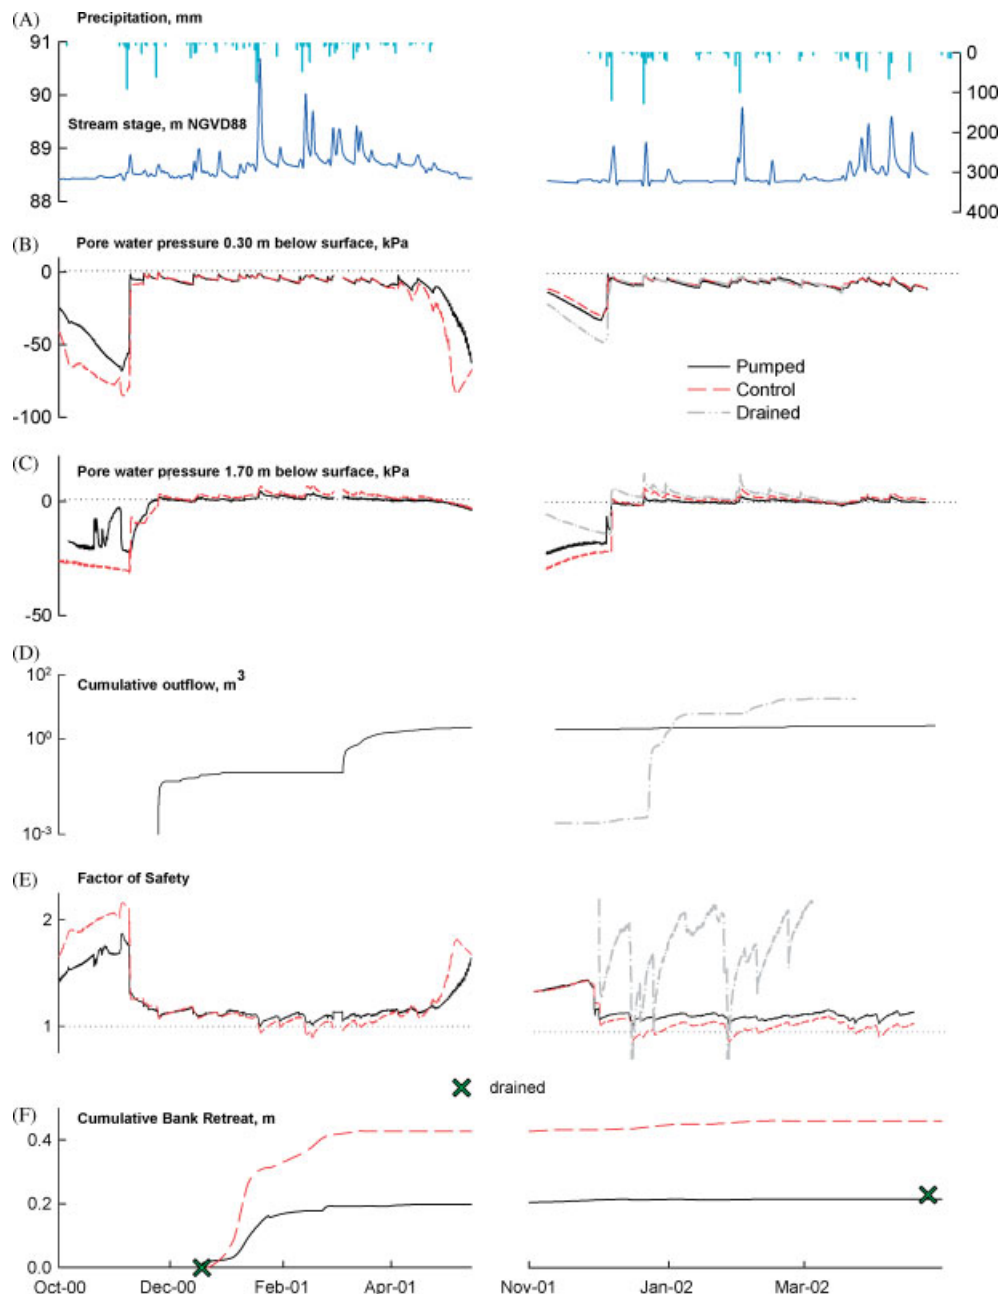 (A)
Precipitation, mm
91
90
89
88
Stream stage, m NGVD88
0
100
200
300
400
(B)
Pore water pressure 0.30 m below surface, kPa
0
-50
-100
Pumped
Control
Drained
(C)
Pore water pressure 1.70 m below surface, kPa
0
-50
(D)
Cumulative outflow, m³
10²
10⁰
10⁻³
(E)
Factor of Safety
2
1
drained
(F)
Cumulative Bank Retreat, m
0.4
0.2
0.0
Oct-00 Dec-00 Feb-01 Apr-01 Nov-01 Jan-02 Mar-02